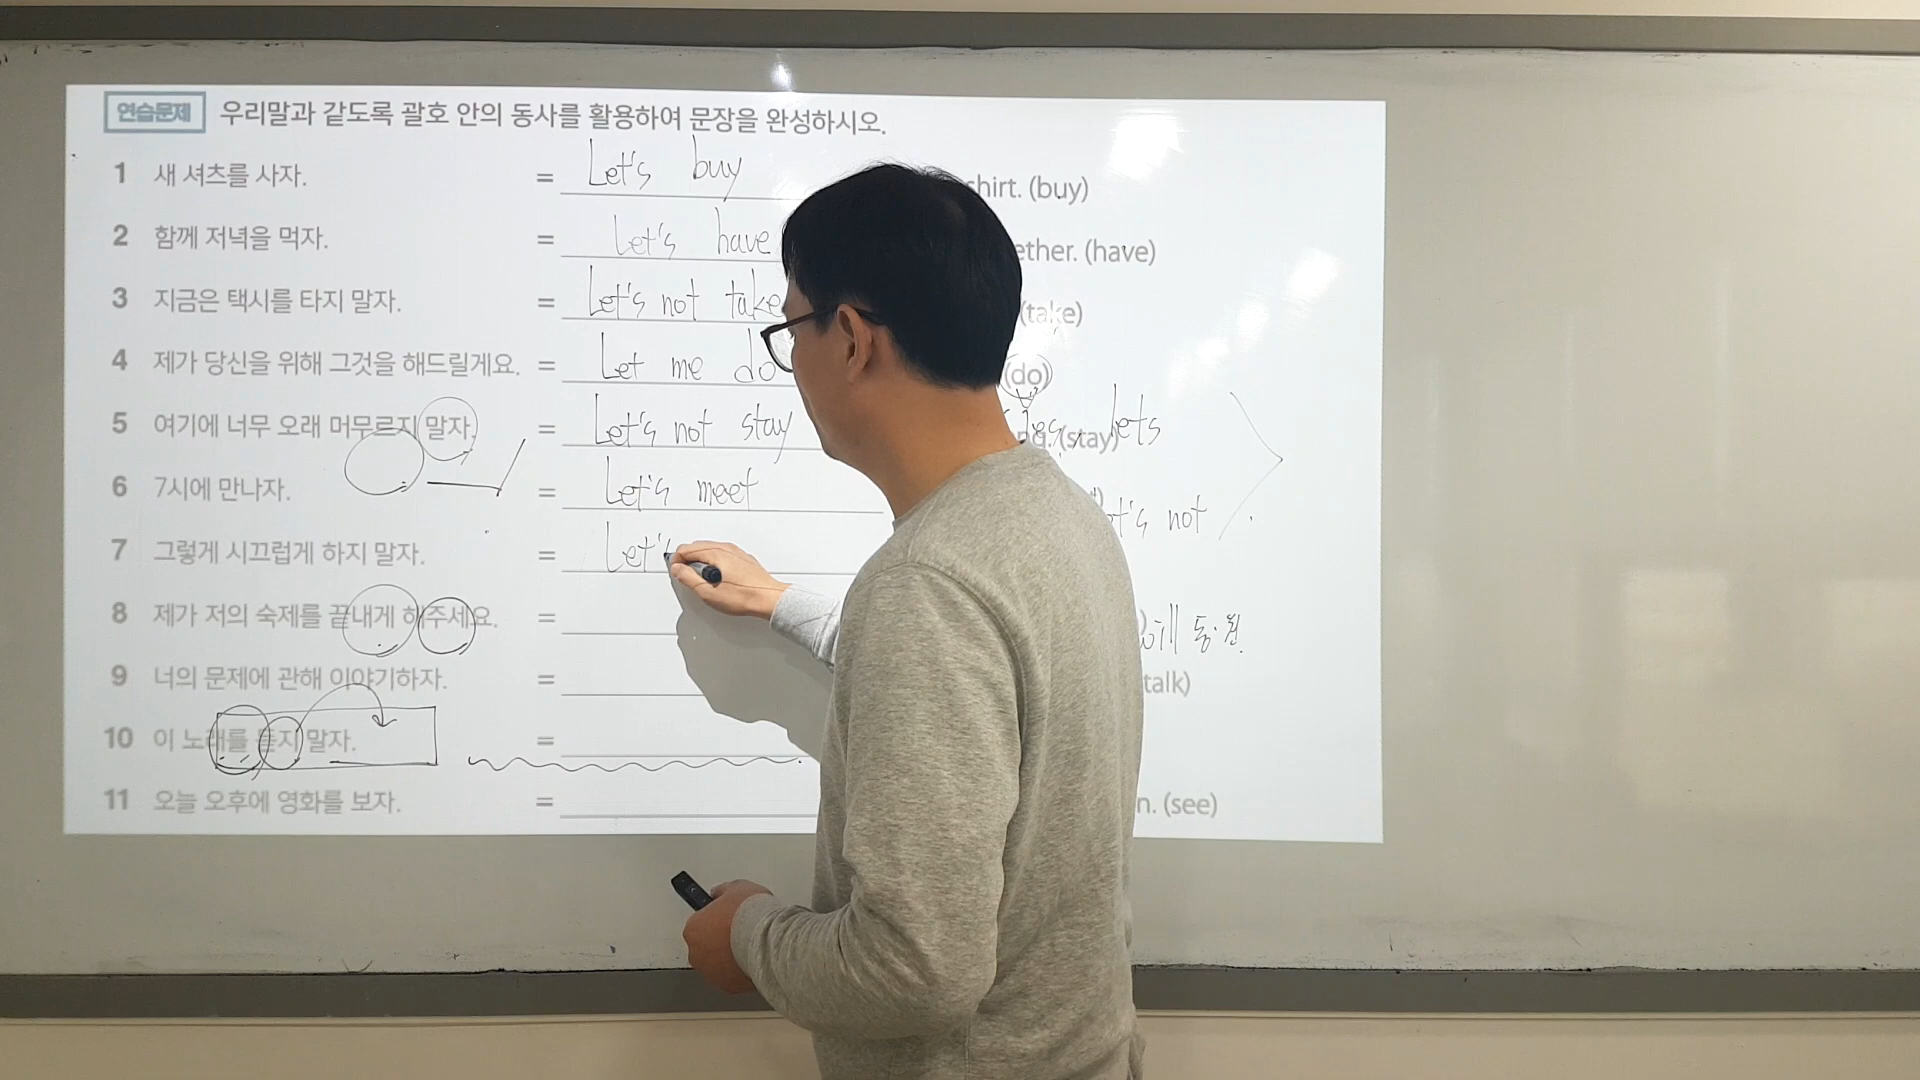 연습문제 우리말과 같도록 괄호 안의 동사를 활용하여 문장을 완성하시오.
1 새 셔츠를 사자. = Let's buy shirt. (buy)
2 함께 저녁을 먹자. = Let's have ether. (have)
3 지금은 택시를 타지 말자. = Let's not take (take)
4 제가 당신을 위해 그것을 해드릴게요. = Let me do (do)
5 여기에 너무 오래 머무르지 말자. = Let's not stay (stay) lets
6 7시에 만나자. = Let's meet t's not
7 그렇게 시끄럽게 하지 말자. = Let's
8 제가 저의 숙제를 끝내게 해주세요. =
9 너의 문제에 관해 이야기하자. = talk)
10 이 노래를 듣지 말자. =
11 오늘 오후에 영화를 보자. = n. (see)